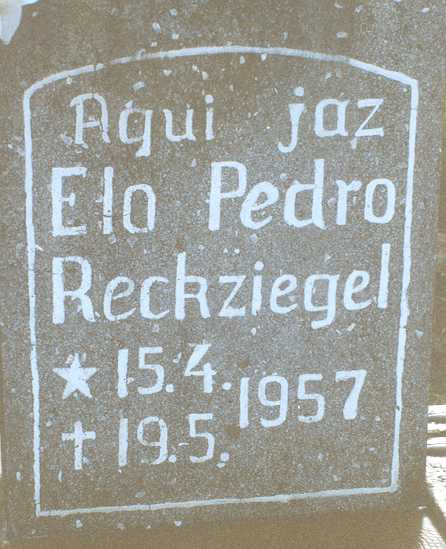 Aqui jaz
Elo Pedro
Reckziegel
★ 15.4. 1957
✝ 19.5.